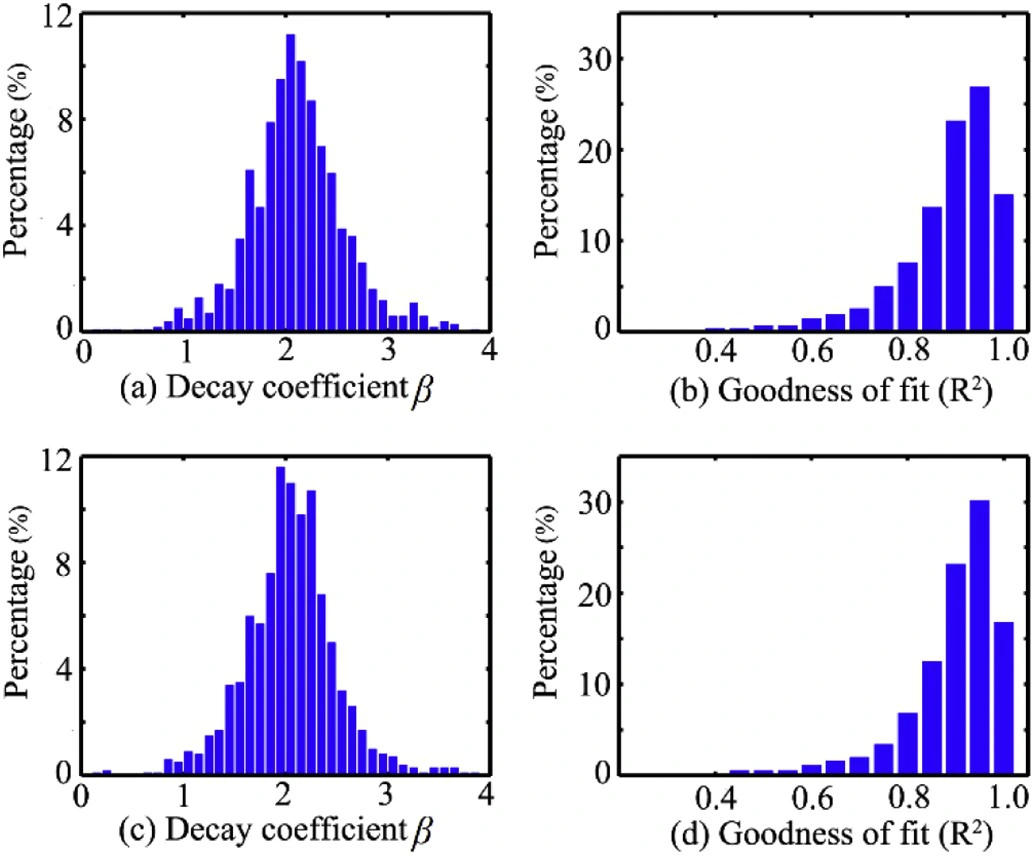 12
8
4
0
Percentage (%)
0 1 2 3 4
(a) Decay coefficient β
30
20
10
0
Percentage (%)
0.4 0.6 0.8 1.0
(b) Goodness of fit (R²)
12
8
4
0
Percentage (%)
0 1 2 3 4
(c) Decay coefficient β
30
20
10
0
Percentage (%)
0.4 0.6 0.8 1.0
(d) Goodness of fit (R²)